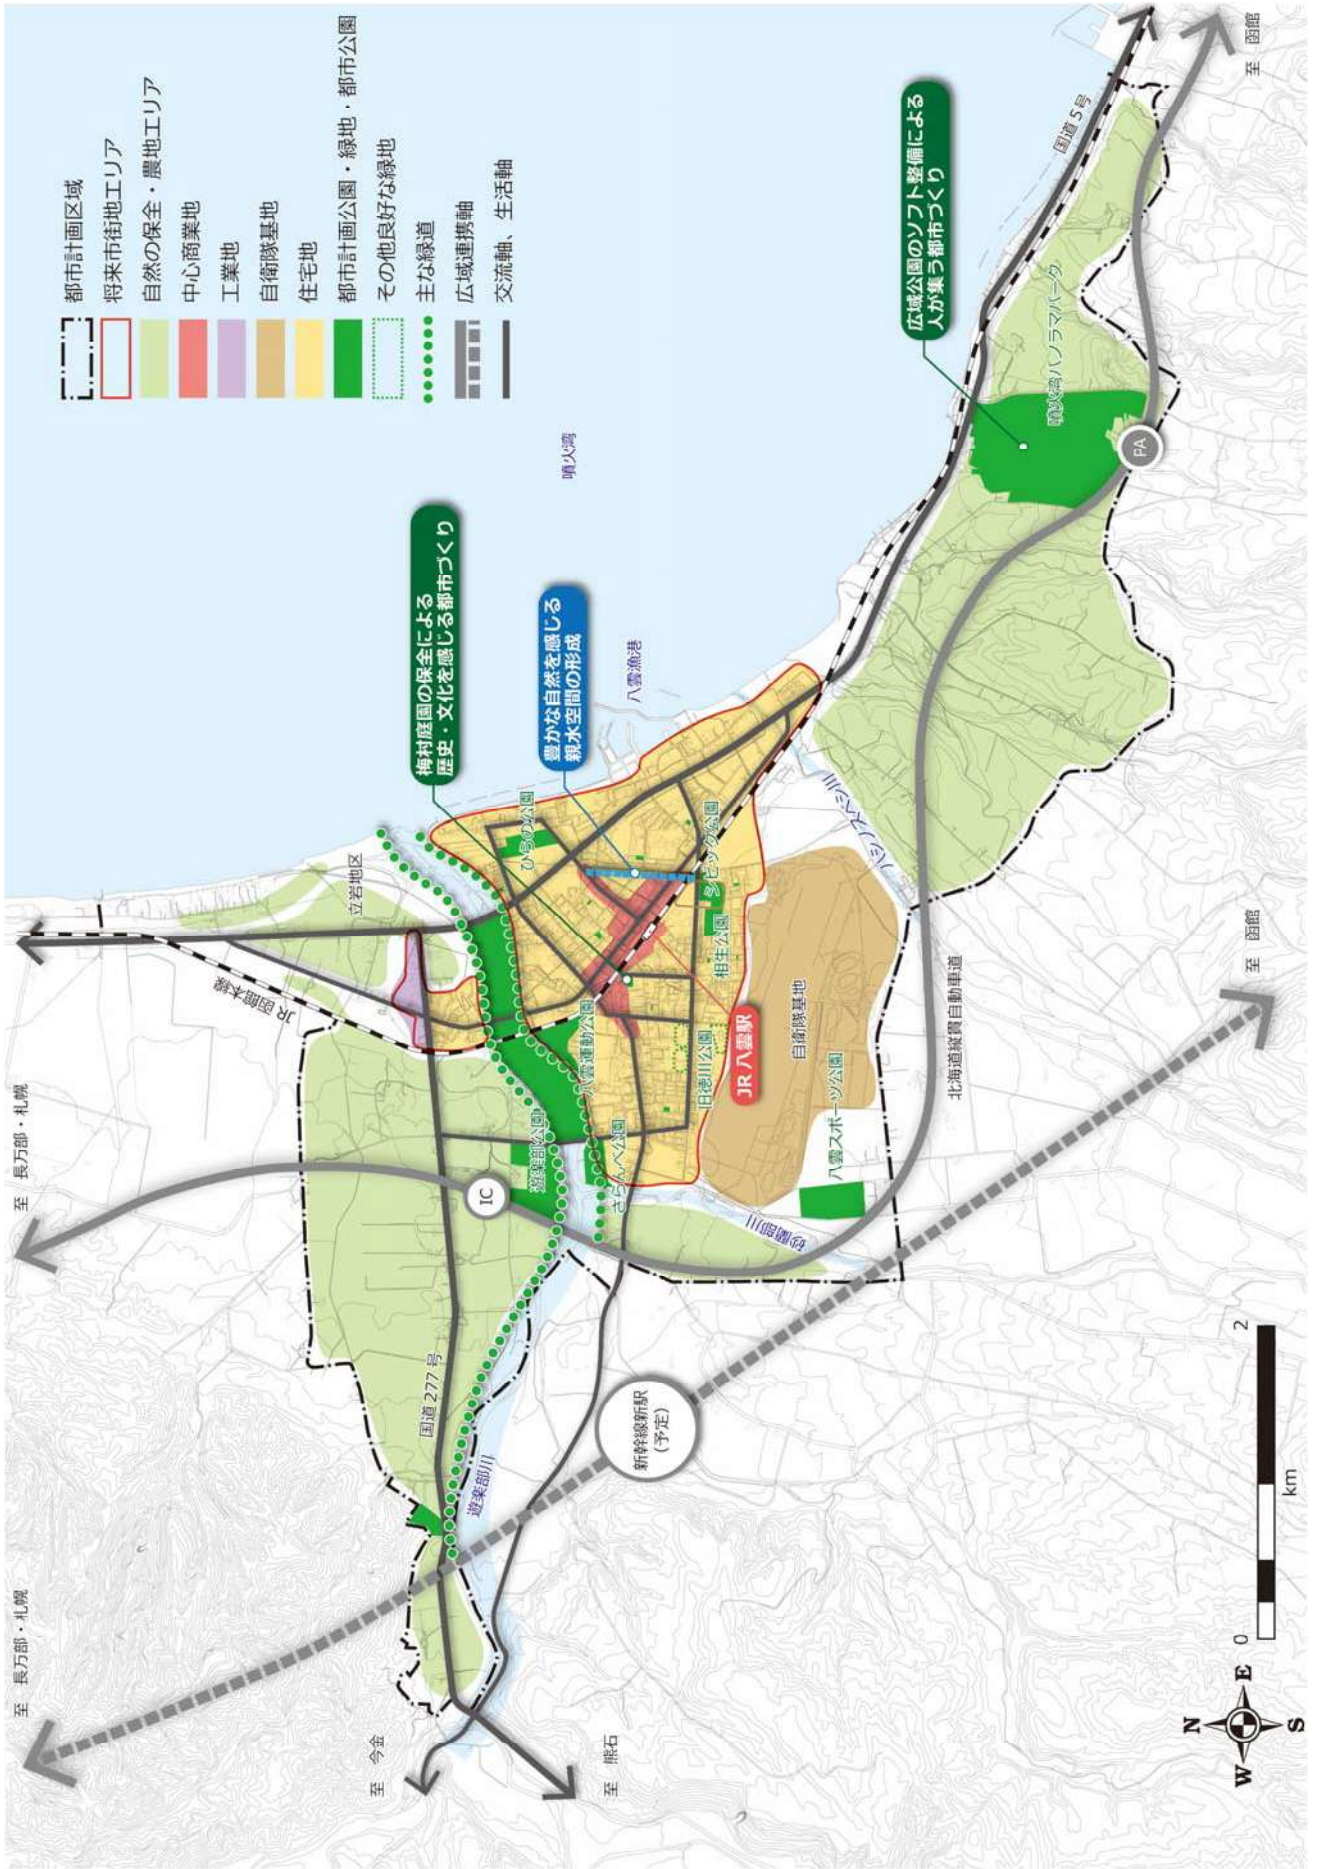 都市計画区域
将来市街地エリア
自然の保全・農地エリア
中心商業地
工業地
自衛隊基地
住宅地
都市計画公園・緑地・都市公園
その他良好な緑地
主な緑道
広域連携軸
交流軸、生活軸
至 長万部・札幌
至 長万部・札幌
至 今金
至 熊石
国道277号
遊楽部川
新幹線新駅
(予定)
IC
JR函館本線
立岩地区
梅村庭園の保全による
歴史・文化を感じる都市づくり
豊かな自然を感じる
親水空間の形成
噴火湾
八雲漁港
ひらの公園
シビック公園
相生公園
八雲運動公園
遊楽部公園
さらんべ公園
旧徳川公園
JR八雲駅
自衛隊基地
八雲スポーツ公園
砂蘭部川
北海道縦貫自動車道
ハシノスベシ川
広域公園のソフト整備による
人が集う都市づくり
噴火湾パノラマパーク
PA
国道5号
至 函館
至 函館
N
W
E
S
0
2
km